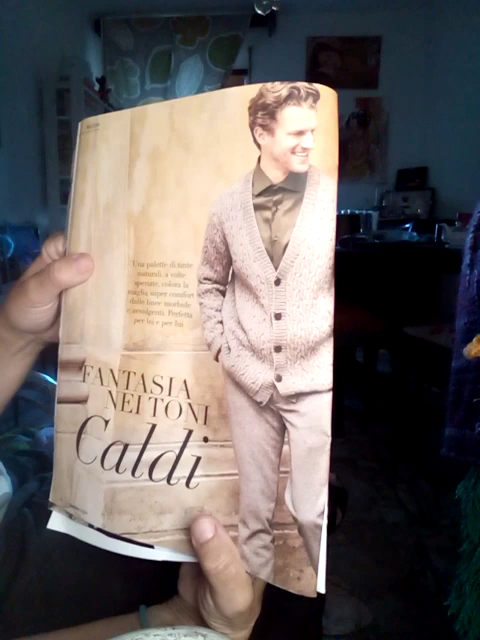 Una palette di tinte
naturali, a volte
spezzate, colora la
maglia super comfort
dalle linee morbide
e avvolgenti. Perfetta
per lui e per lei
FANTASIA
NEI TONI
Caldi